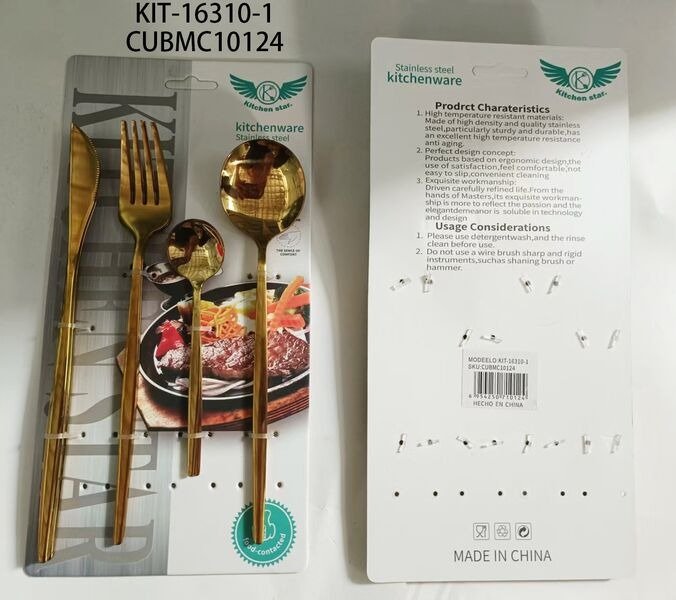 KIT-16310-1
CUBMC10124
Kitchen star.
kitchenware
Stainless steel
KITCHEN STAR
THE SENSE OF
COMFORT
food-contacted
Stainless steel
kitchenware
Kitchen star.
Prodrct Charateristics
1. High temperature resistant materials:
Made of high density and quality stainless
steel,particularly sturdy and durable,has
an excellent high temperature resistance
anti aging.
2. Perfect design concept:
Products based on ergonomic design,the
use of satisfaction,feel comfortable,not
easy to slip,convenient cleaning
3. Exquisite workmanship:
Driven carefully refined life.From the
hands of Masters,its exquisite workman-
ship is more to reflect the passion and the
elegantdemeanor is soluble in technology
and design
Usage Considerations
1. Please use detergentwash,and the rinse
clean before use.
2. Do not use a wire brush sharp and rigid
instruments,suchas shaning brush or
hammer.
MODEELO:KIT-16310-1
SKU:CUBMC10124
6 954250 710124
HECHO EN CHINA
MADE IN CHINA